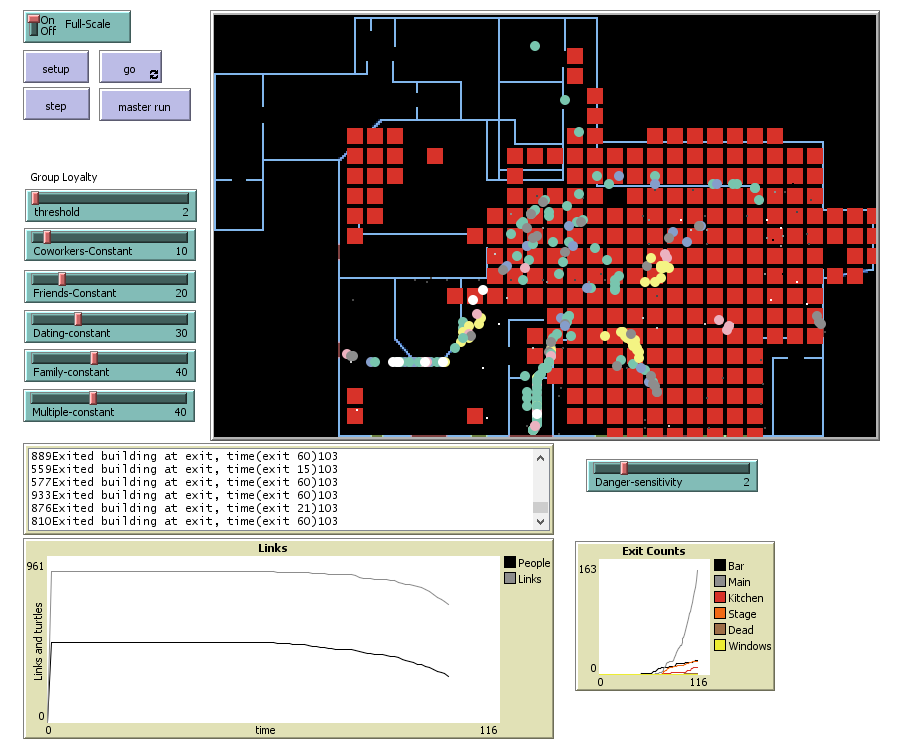 On
Off
Full-Scale
setup
go
step
master run
Group Loyalty
threshold 2
Coworkers-Constant 10
Friends-Constant 20
Dating-constant 30
Family-constant 40
Multiple-constant 40
889Exited building at exit, time(exit 60)103
559Exited building at exit, time(exit 15)103
577Exited building at exit, time(exit 60)103
933Exited building at exit, time(exit 60)103
876Exited building at exit, time(exit 21)103
810Exited building at exit, time(exit 60)103
Danger-sensitivity 2
Links
961
Links and turtles
0
0
time
116
People
Links
Exit Counts
163
0
0
116
Bar
Main
Kitchen
Stage
Dead
Windows